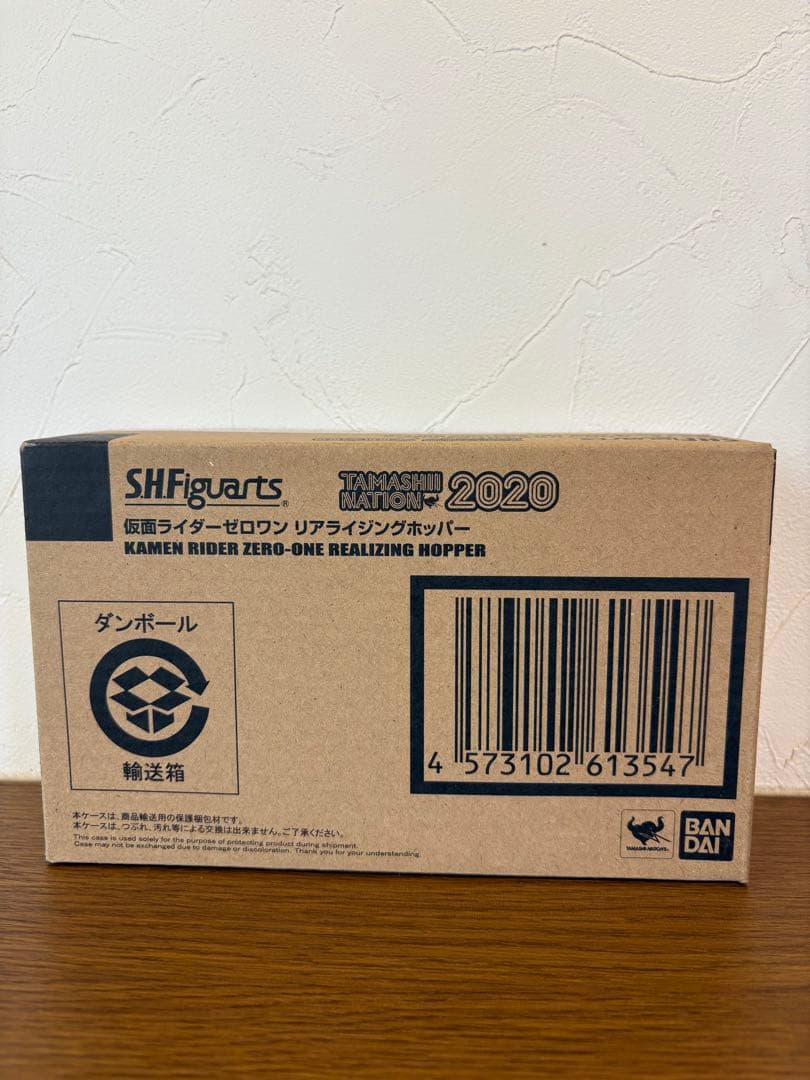 S.H.Figuarts®
TAMASHII NATION 2020
仮面ライダーゼロワン リアライジングホッパー
KAMEN RIDER ZERO-ONE REALIZING HOPPER
ダンボール
輸送箱
4 573102 613547
本ケースは、商品輸送用の保護梱包材です。
本ケースは、つぶれ、汚れ等による交換は出来ません。ご了承ください。
This case is used solely for the purpose of protecting product during shipment.
Case may not be exchanged due to damage or discoloration. Thank you for your understanding.
TAMASHII NATIONS
BAN
DAI